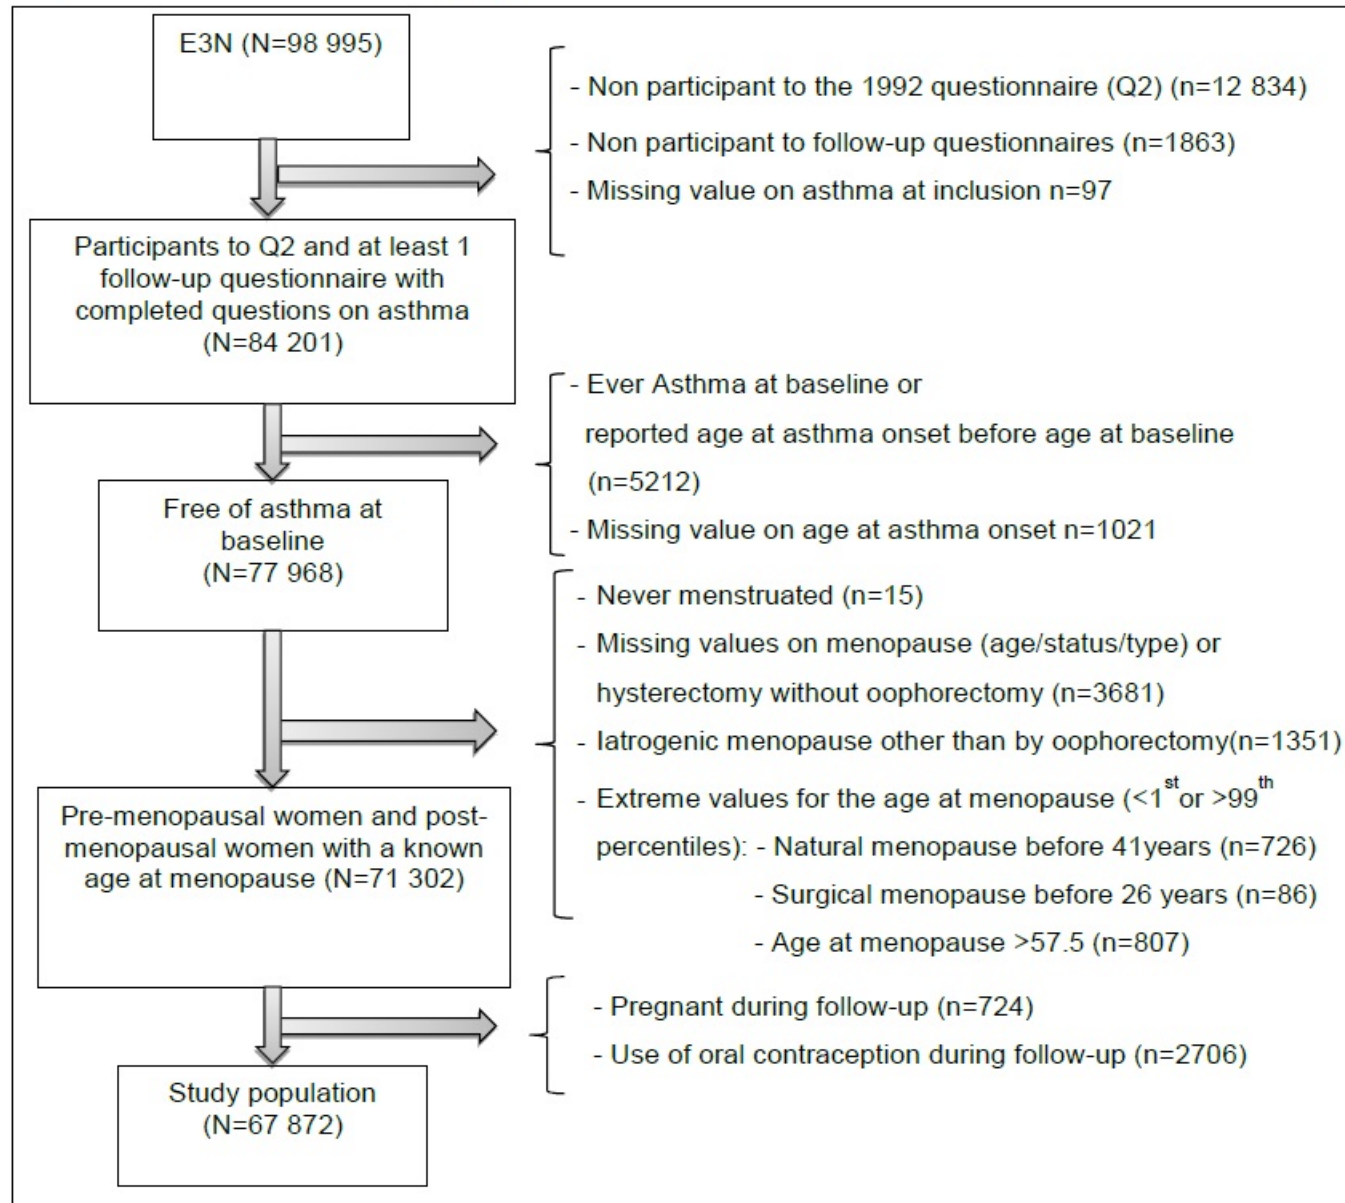 E3N (N=98 995)
- Non participant to the 1992 questionnaire (Q2) (n=12 834)
- Non participant to follow-up questionnaires (n=1863)
- Missing value on asthma at inclusion n=97
Participants to Q2 and at least 1
follow-up questionnaire with
completed questions on asthma
(N=84 201)
- Ever Asthma at baseline or
reported age at asthma onset before age at baseline
(n=5212)
- Missing value on age at asthma onset n=1021
Free of asthma at
baseline
(N=77 968)
- Never menstruated (n=15)
- Missing values on menopause (age/status/type) or
hysterectomy without oophorectomy (n=3681)
- Iatrogenic menopause other than by oophorectomy(n=1351)
- Extreme values for the age at menopause (<1st or >99th
percentiles): - Natural menopause before 41years (n=726)
- Surgical menopause before 26 years (n=86)
- Age at menopause >57.5 (n=807)
Pre-menopausal women and post-
menopausal women with a known
age at menopause (N=71 302)
- Pregnant during follow-up (n=724)
- Use of oral contraception during follow-up (n=2706)
Study population
(N=67 872)